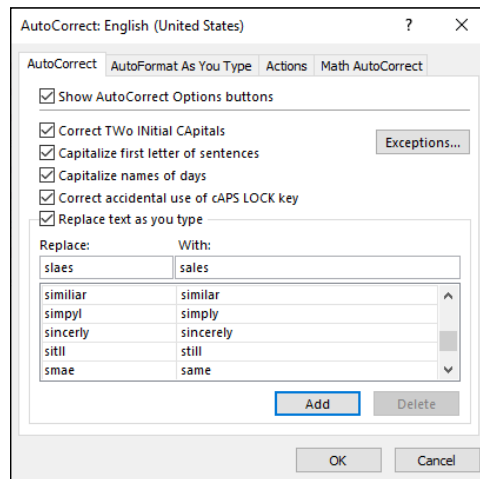 AutoCorrect: English (United States) ?
AutoCorrect AutoFormat As You Type Actions Math AutoCorrect
Show AutoCorrect Options buttons
Correct TWo INitial CApitals
Exceptions...
Capitalize first letter of sentences
Capitalize names of days
Correct accidental use of cAPS LOCK key
Replace text as you type
Replace: With:
slaes sales
similiar similar
simpyl simply
sincerly sincerely
sitll still
smae same
Add Delete
OK Cancel